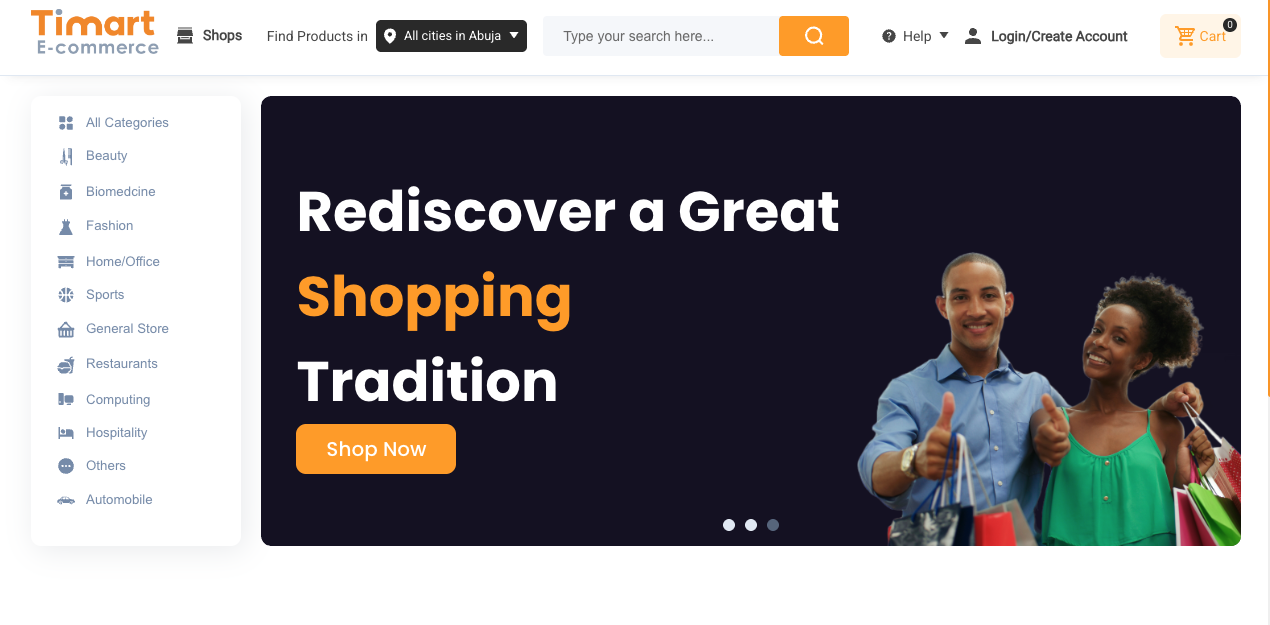 Timart
E-commerce
Shops
Find Products in
All cities in Abuja
Type your search here...
Help
Login/Create Account
Cart
0
All Categories
Beauty
Biomedcine
Fashion
Home/Office
Sports
General Store
Restaurants
Computing
Hospitality
Others
Automobile
Rediscover a Great
Shopping
Tradition
Shop Now